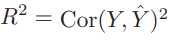 R² = Cor(Y, Ŷ)²